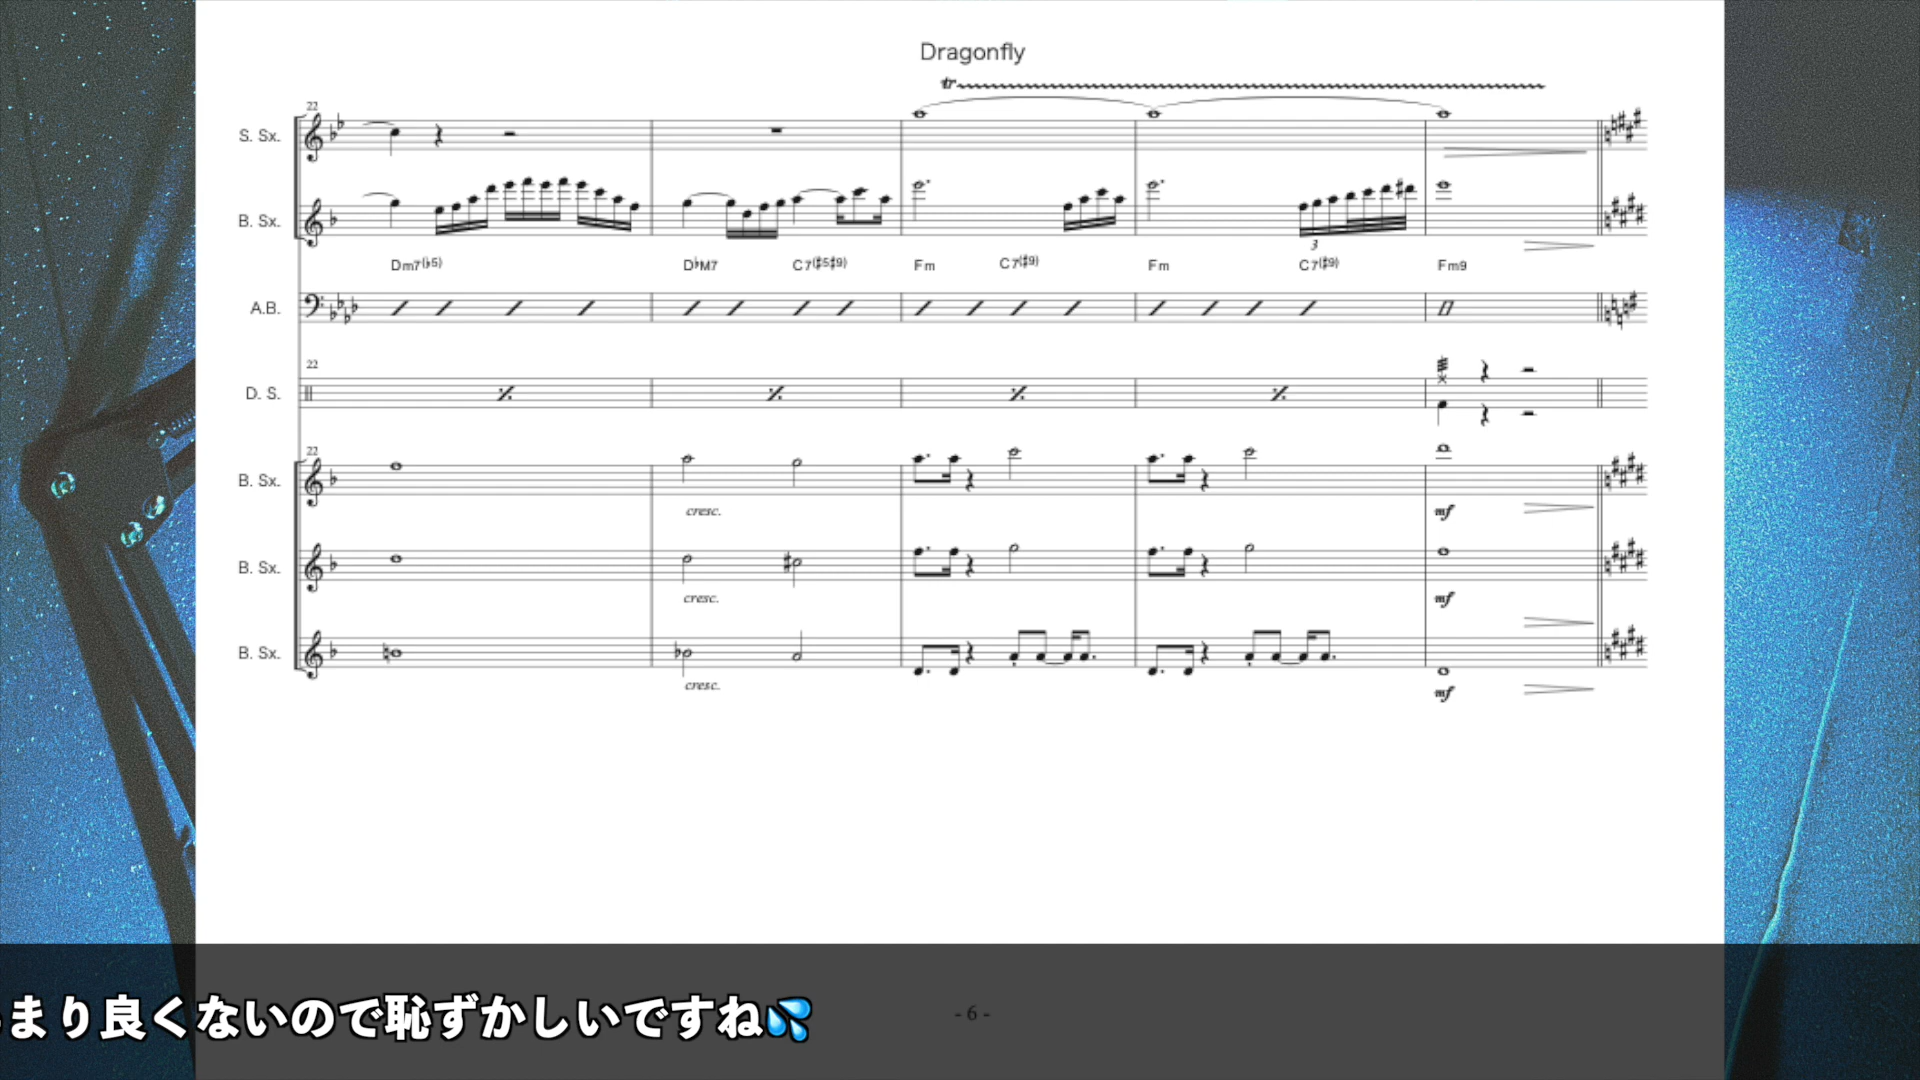 Dragonfly
tr
22
S. Sx.
B. Sx.
3
Dm7(♭5) D♭M7 C7(♯5♯9) Fm C7(♯9) Fm C7(♯9) Fm9
A.B.
22
D. S.
22
B. Sx.
cresc. mf
B. Sx.
cresc. mf
B. Sx.
cresc. mf
まり良くないので恥ずかしいですね💦
- 6 -